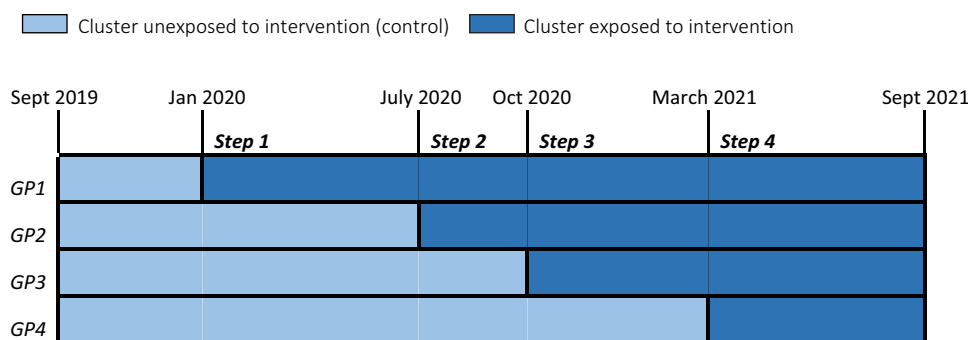 Cluster unexposed to intervention (control) Cluster exposed to intervention
Sept 2019 Jan 2020 July 2020 Oct 2020 March 2021 Sept 2021
Step 1 Step 2 Step 3 Step 4
GP1
GP2
GP3
GP4